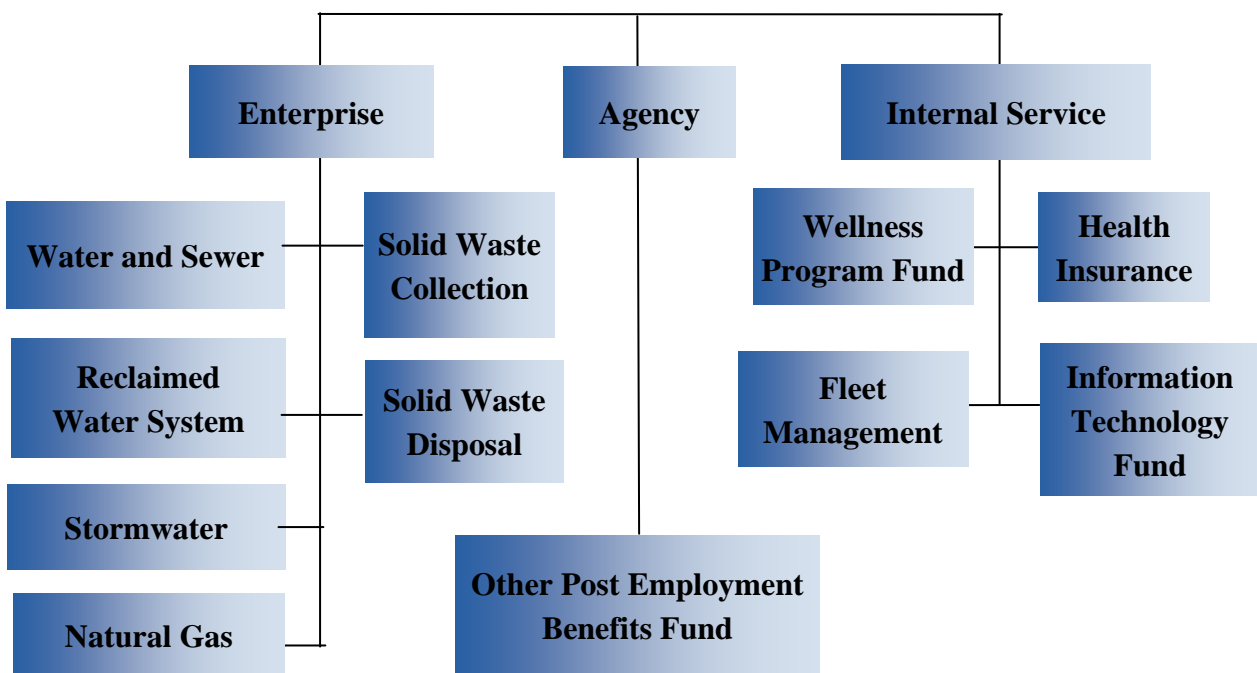 Enterprise
Agency
Internal Service
Water and Sewer
Solid Waste
Collection
Reclaimed
Water System
Solid Waste
Disposal
Stormwater
Natural Gas
Other Post Employment
Benefits Fund
Wellness
Program Fund
Health
Insurance
Fleet
Management
Information
Technology
Fund